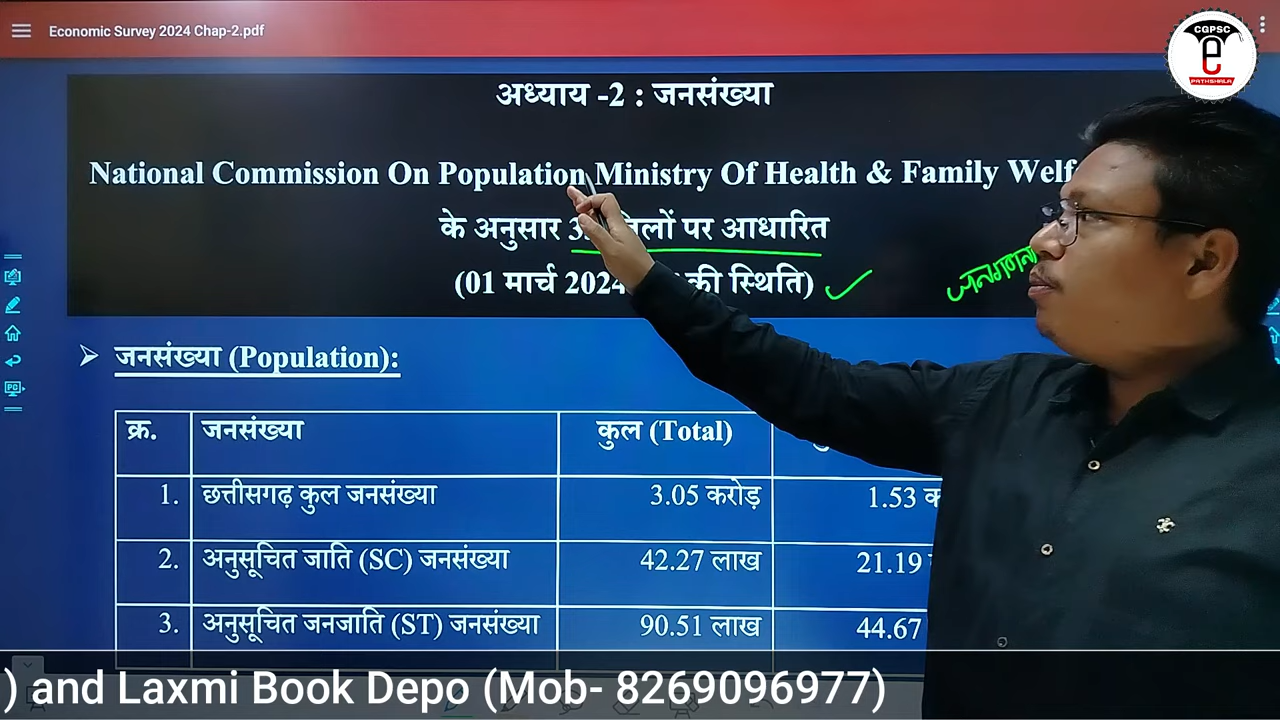 Economic Survey 2024 Chap-2.pdf
CGPSC
e
PATHSHALA
अध्याय -2 : जनसंख्या
National Commission On Population Ministry Of Health & Family Welf
के अनुसार जिलों पर आधारित
(01 मार्च 2024 की स्थिति)
➤ जनसंख्या (Population):
क्र. जनसंख्या कुल (Total)
1. छत्तीसगढ़ कुल जनसंख्या 3.05 करोड़ 1.53
2. अनुसूचित जाति (SC) जनसंख्या 42.27 लाख 21.19
3. अनुसूचित जनजाति (ST) जनसंख्या 90.51 लाख 44.67
) and Laxmi Book Depo (Mob- 8269096977)